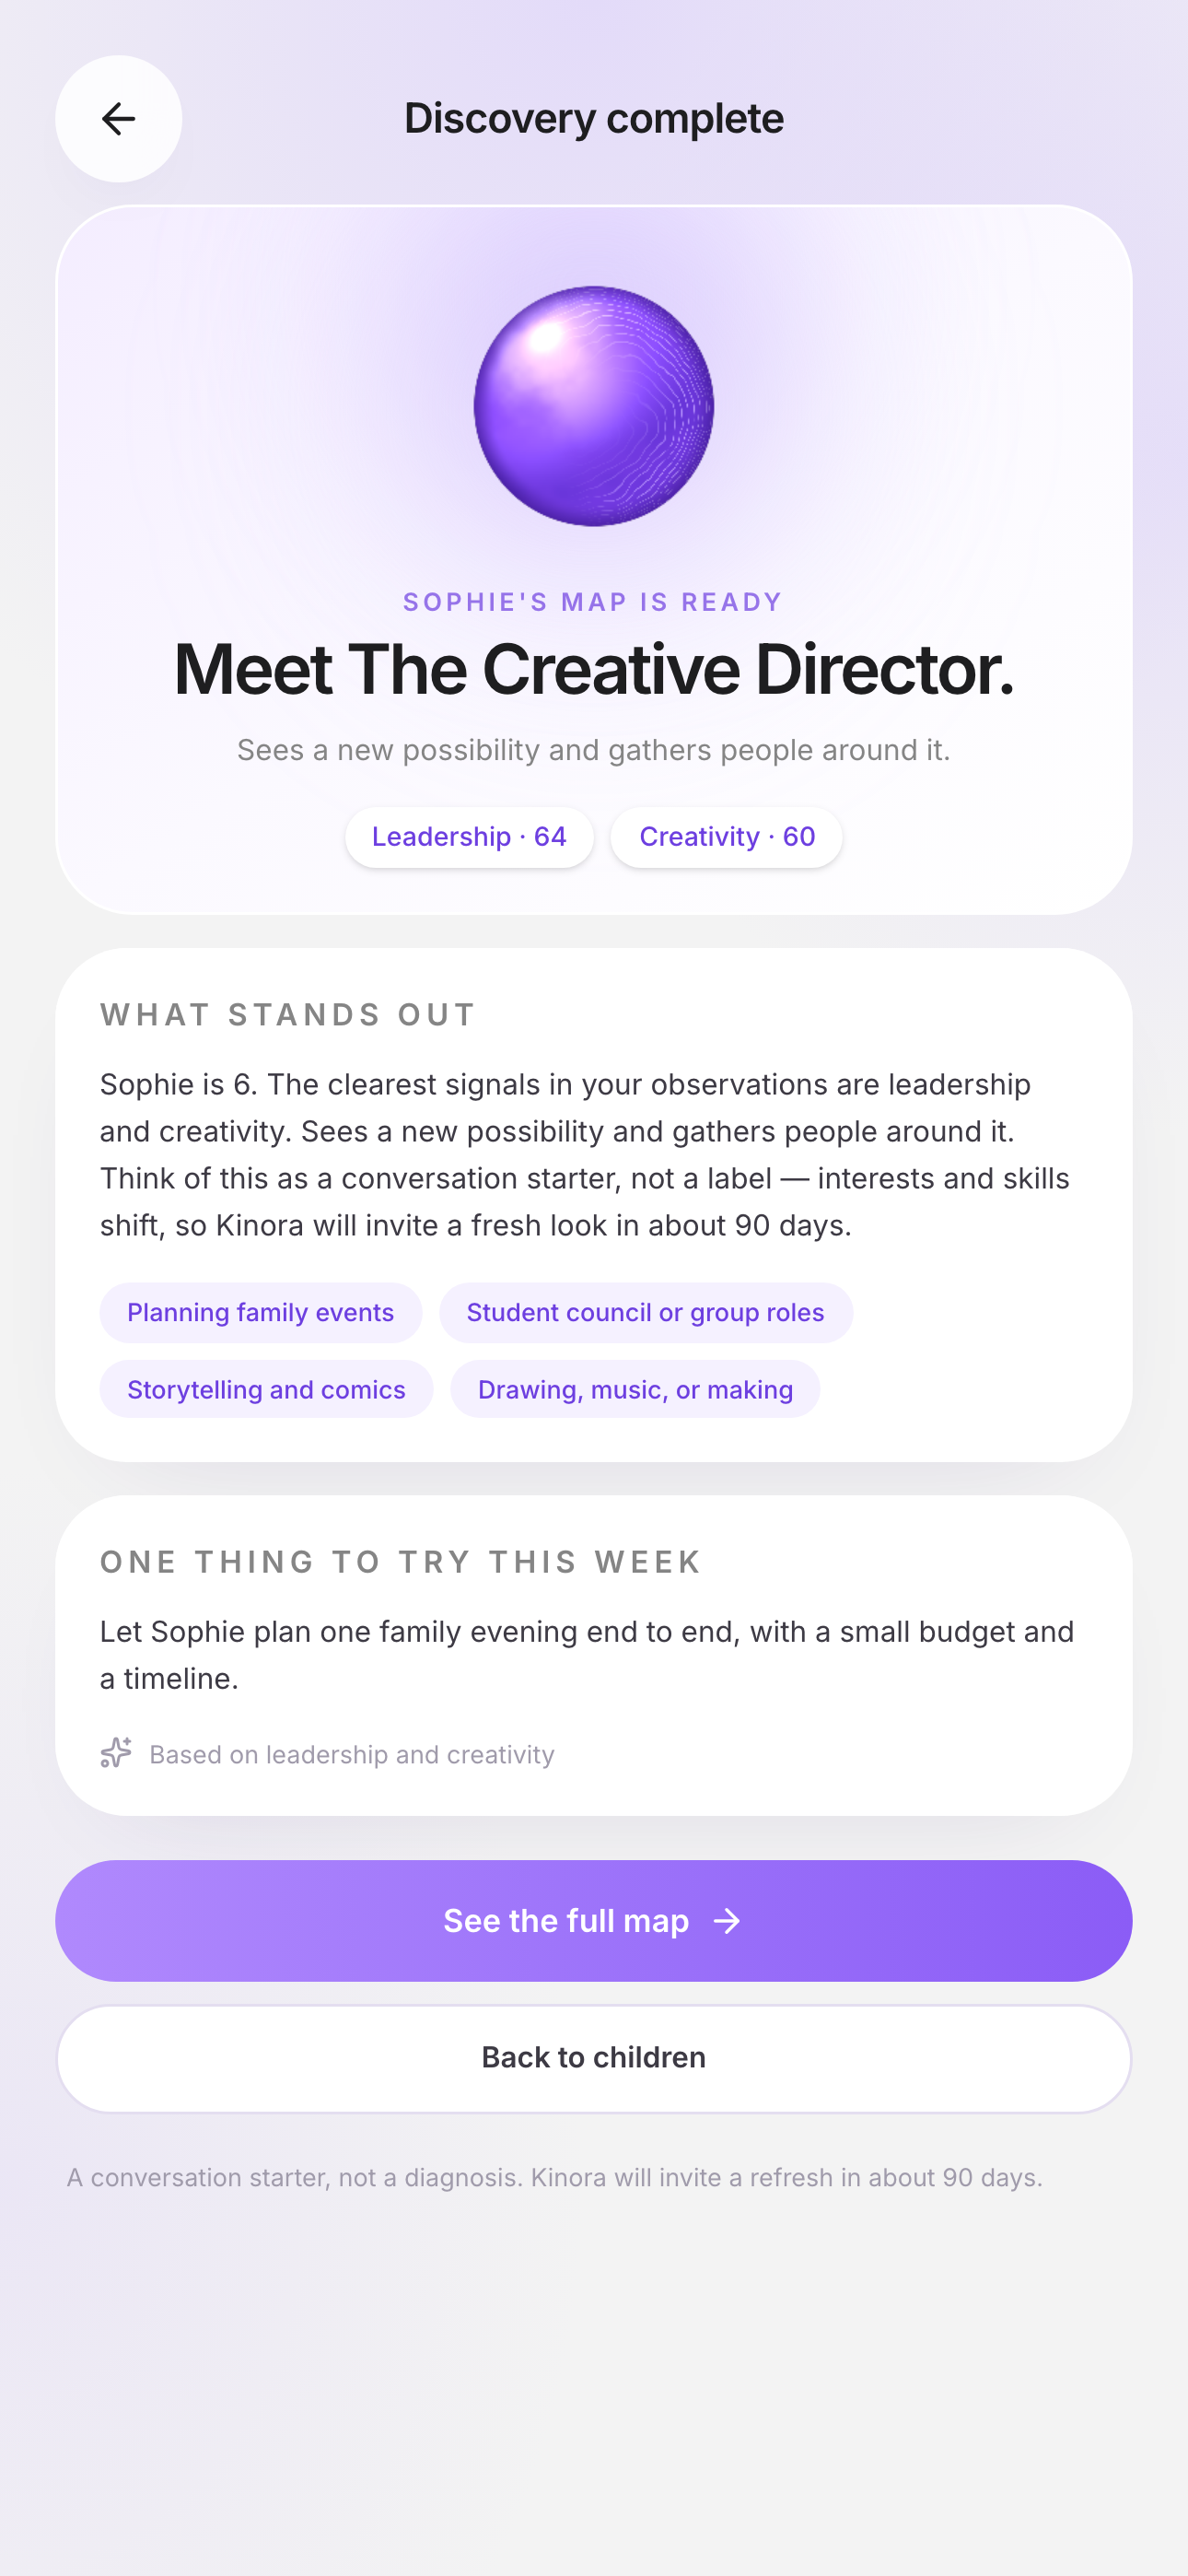 Discovery complete
SOPHIE'S MAP IS READY
Meet The Creative Director.
Sees a new possibility and gathers people around it.
Leadership · 64
Creativity · 60
WHAT STANDS OUT
Sophie is 6. The clearest signals in your observations are leadership
and creativity. Sees a new possibility and gathers people around it.
Think of this as a conversation starter, not a label — interests and skills
shift, so Kinora will invite a fresh look in about 90 days.
Planning family events
Student council or group roles
Storytelling and comics
Drawing, music, or making
ONE THING TO TRY THIS WEEK
Let Sophie plan one family evening end to end, with a small budget and
a timeline.
Based on leadership and creativity
See the full map
Back to children
A conversation starter, not a diagnosis. Kinora will invite a refresh in about 90 days.